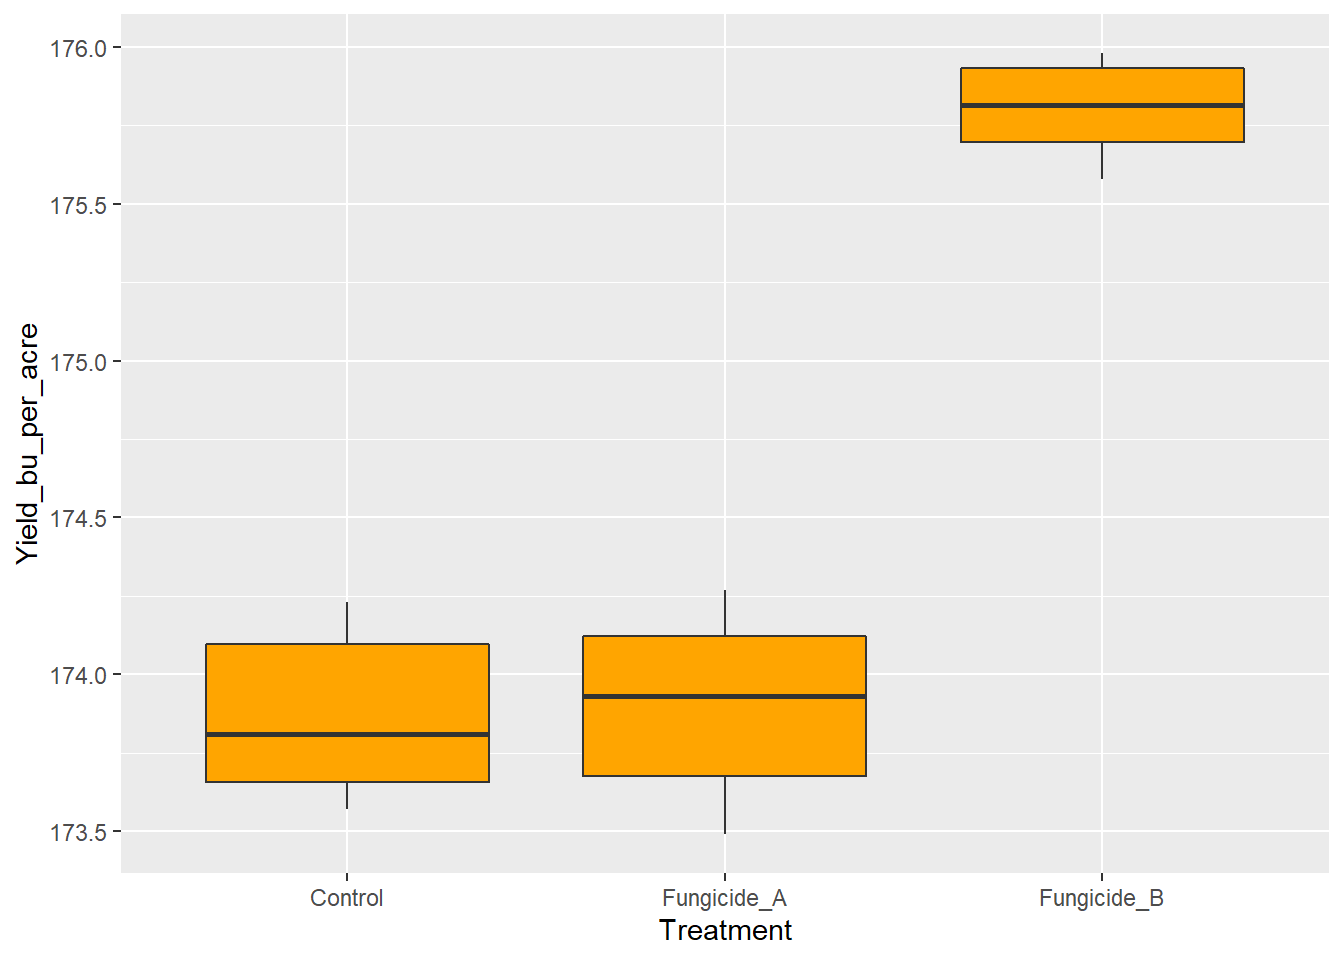 Yield_bu_per_acre
176.0
175.5
175.0
174.5
174.0
173.5
Control Fungicide_A Fungicide_B
Treatment